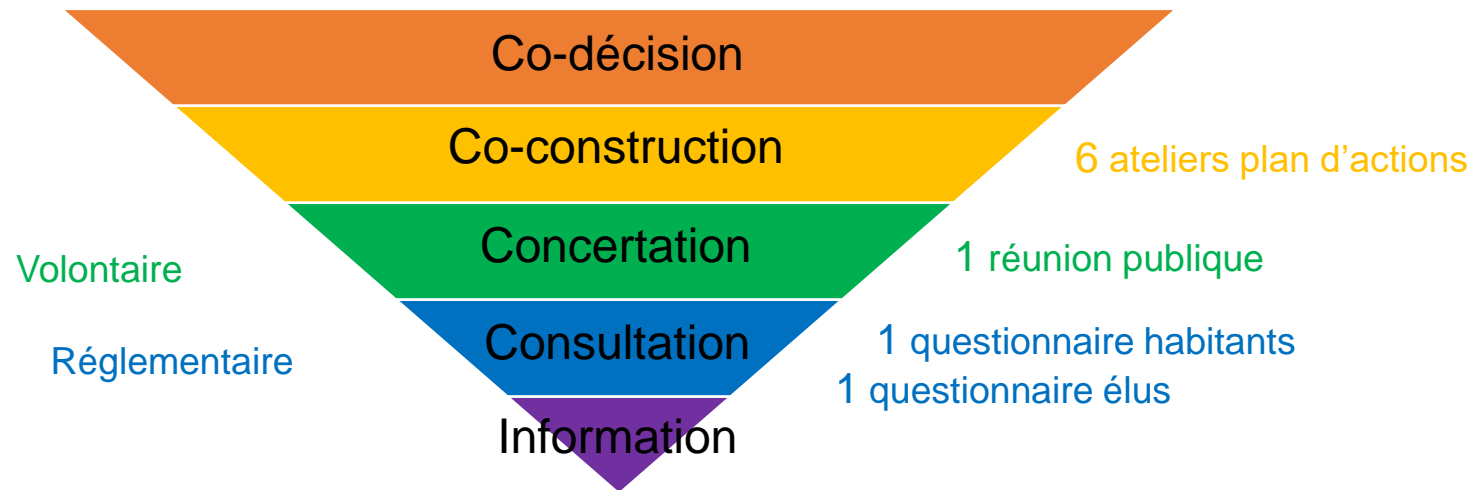 Co-décision
Co-construction
6 ateliers plan d’actions
Concertation
1 réunion publique
Volontaire
Consultation
1 questionnaire habitants
Réglementaire
1 questionnaire élus
Information